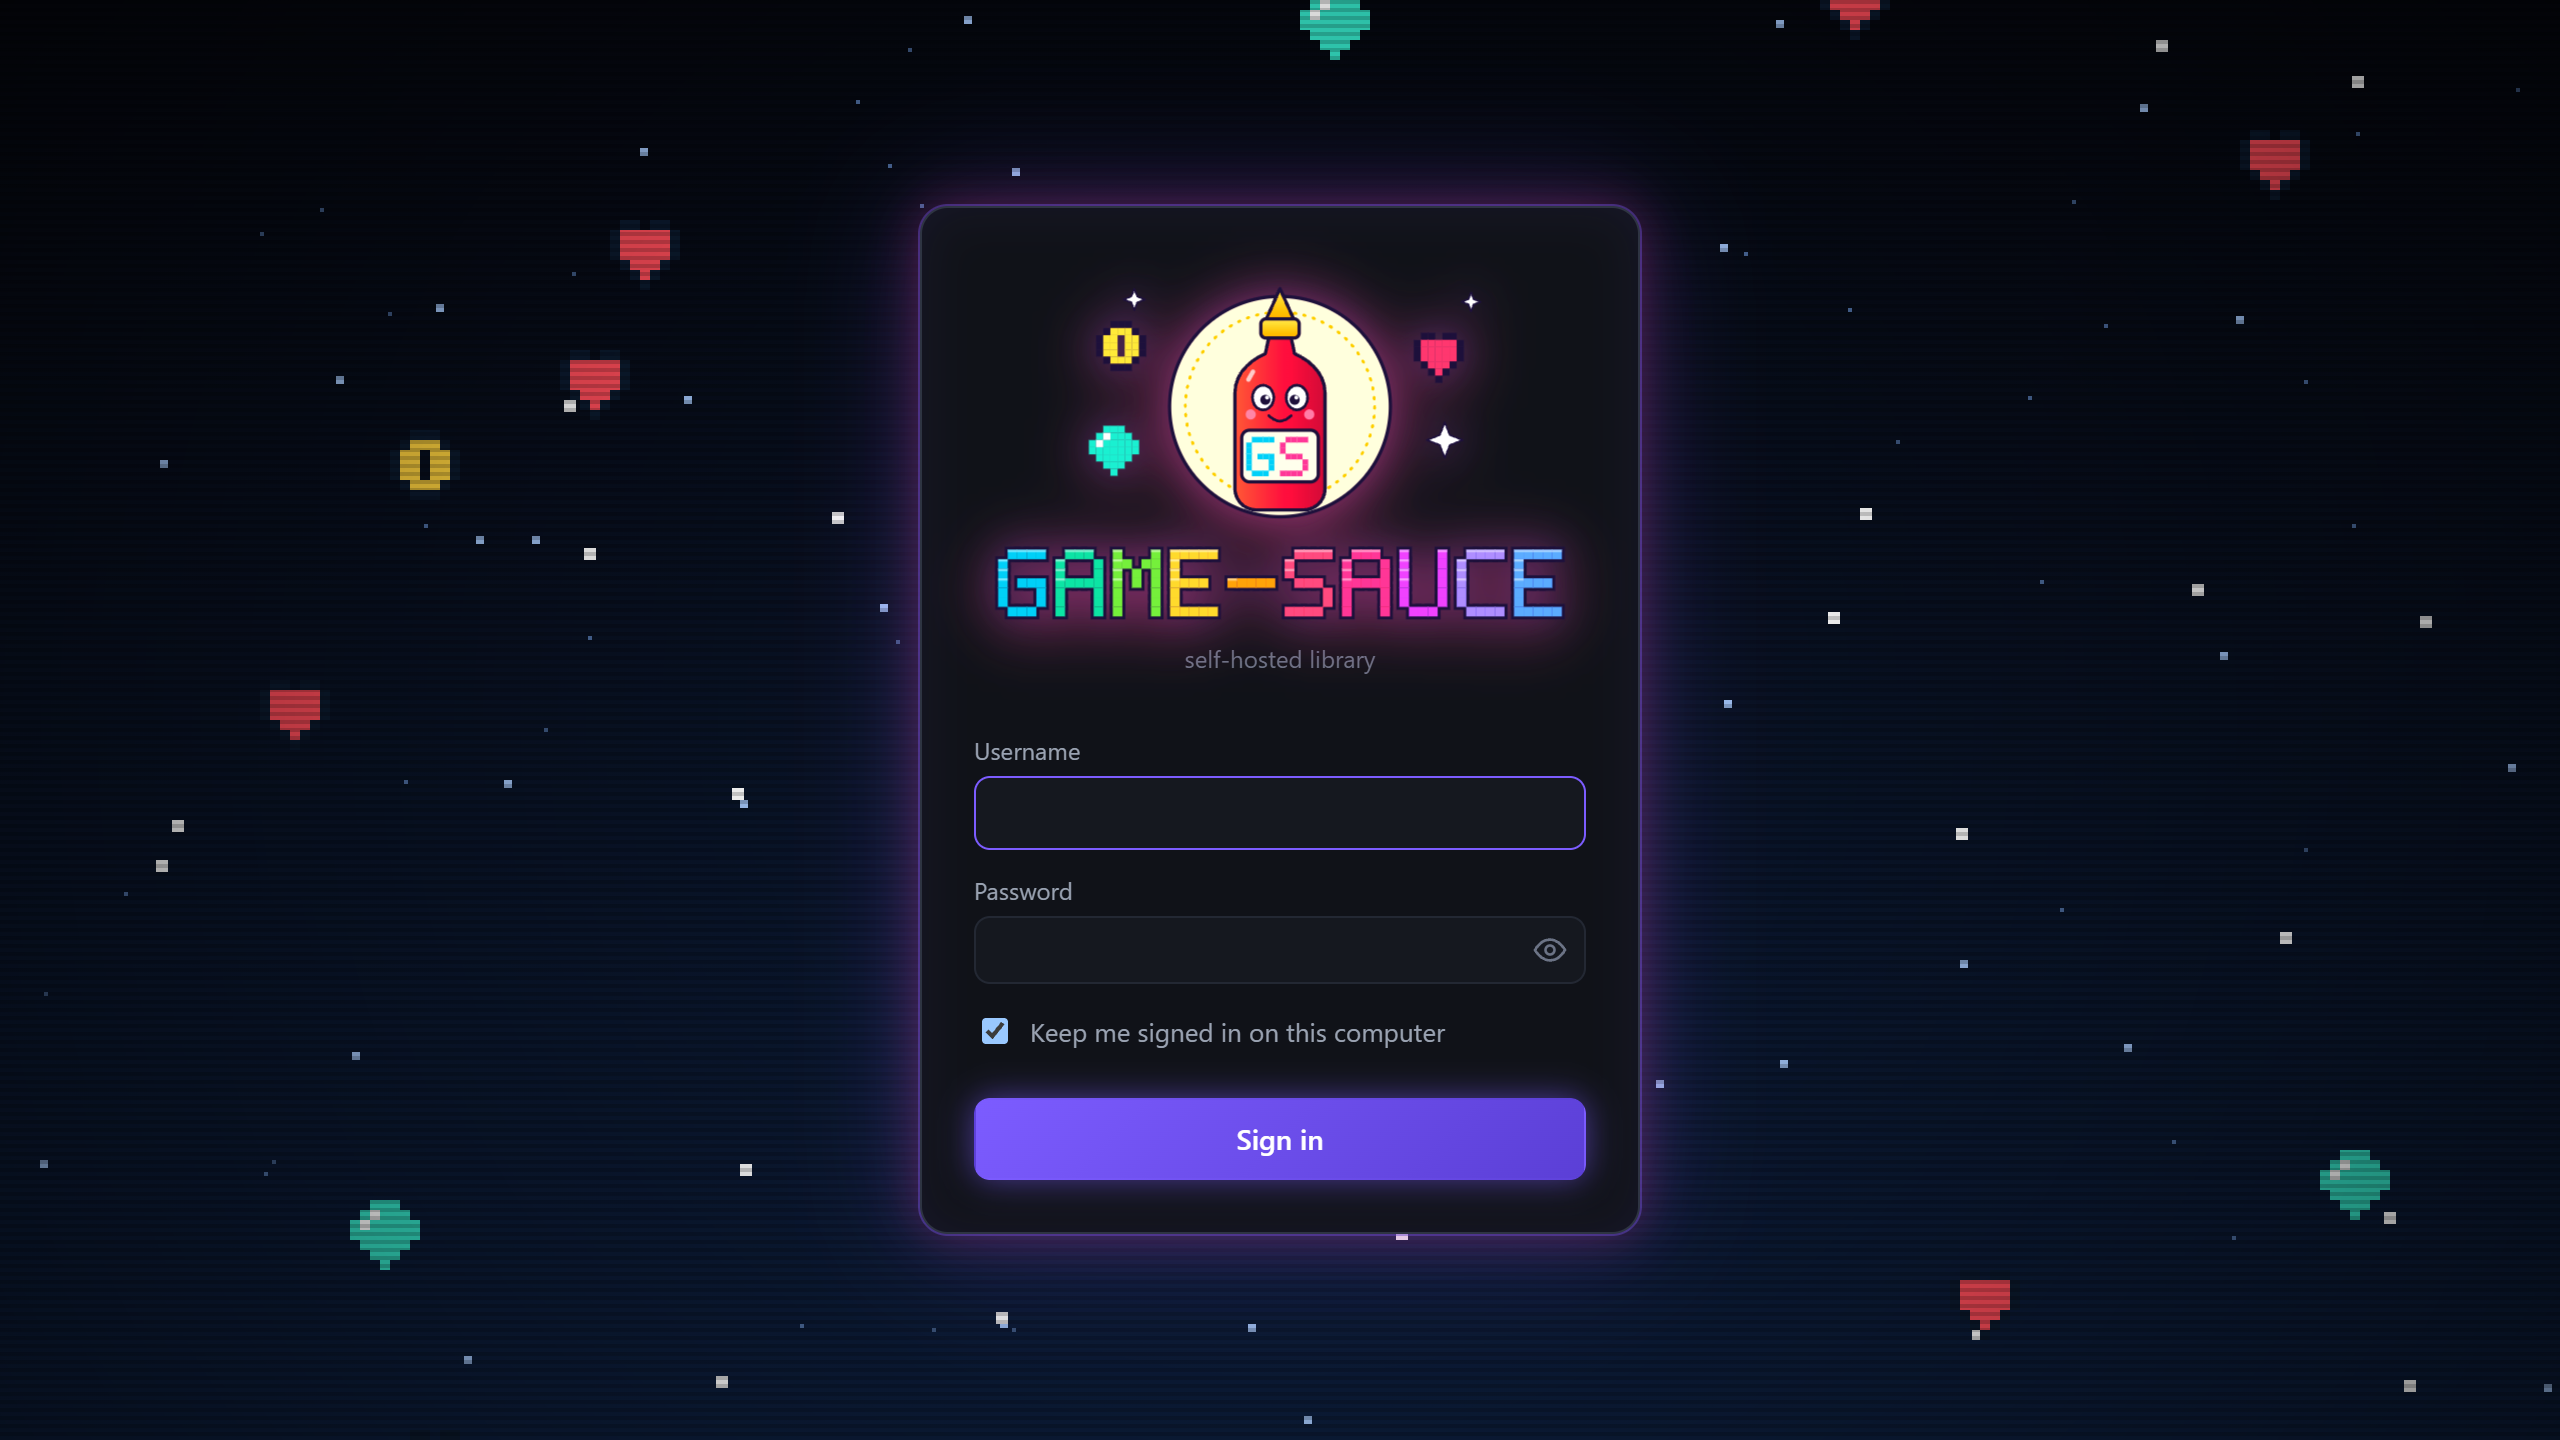 GS
GAME-SAUCE
self-hosted library
Username
Password
Keep me signed in on this computer
Sign in